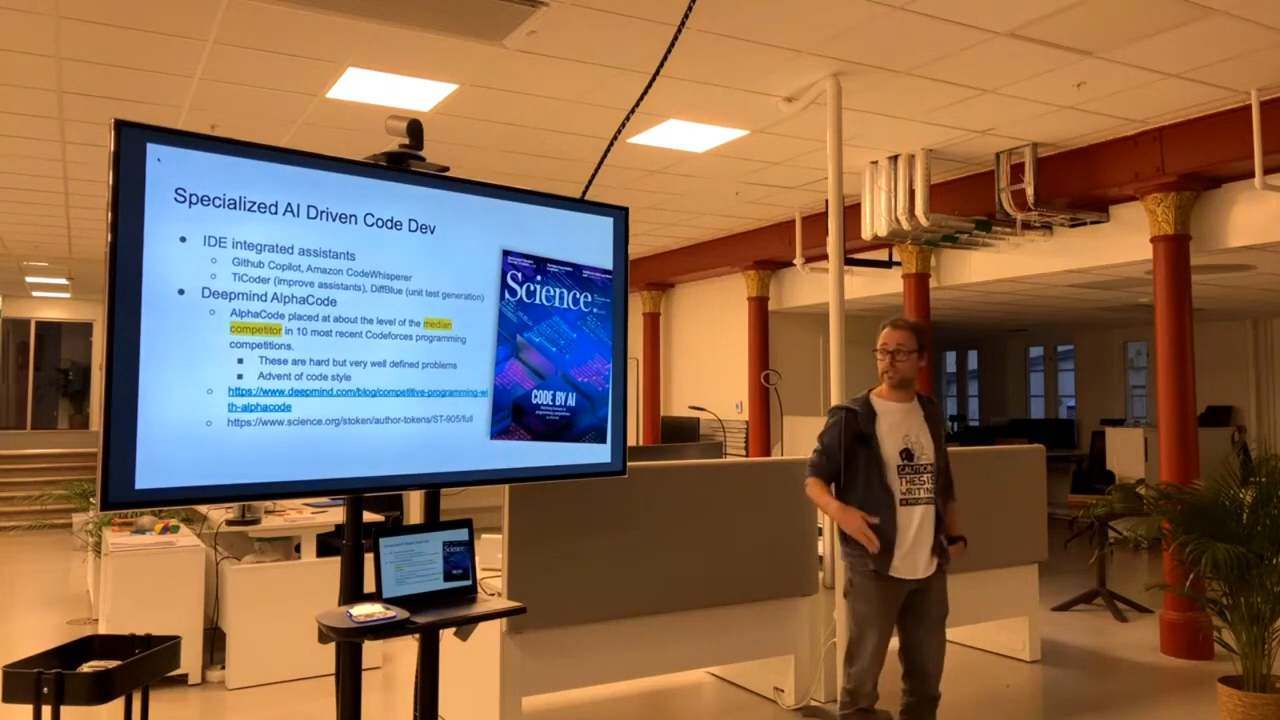 Specialized AI Driven Code Dev
IDE integrated assistants
Github Copilot, Amazon CodeWhisperer
TiCoder (improve assistants), DiffBlue (unit test generation)
Deepmind AlphaCode
AlphaCode placed at about the level of the median
competitor in 10 most recent Codeforces programming
competitions.
These are hard but very well defined problems
Advent of code style
https://www.deepmind.com/blog/competitive-programming-wi
th-alphacode
https://www.science.org/stoken/author-tokens/ST-905/full
Science
CODE BY AI
CAUTION
THESIS
WRITING
IN PROGRESS
Science